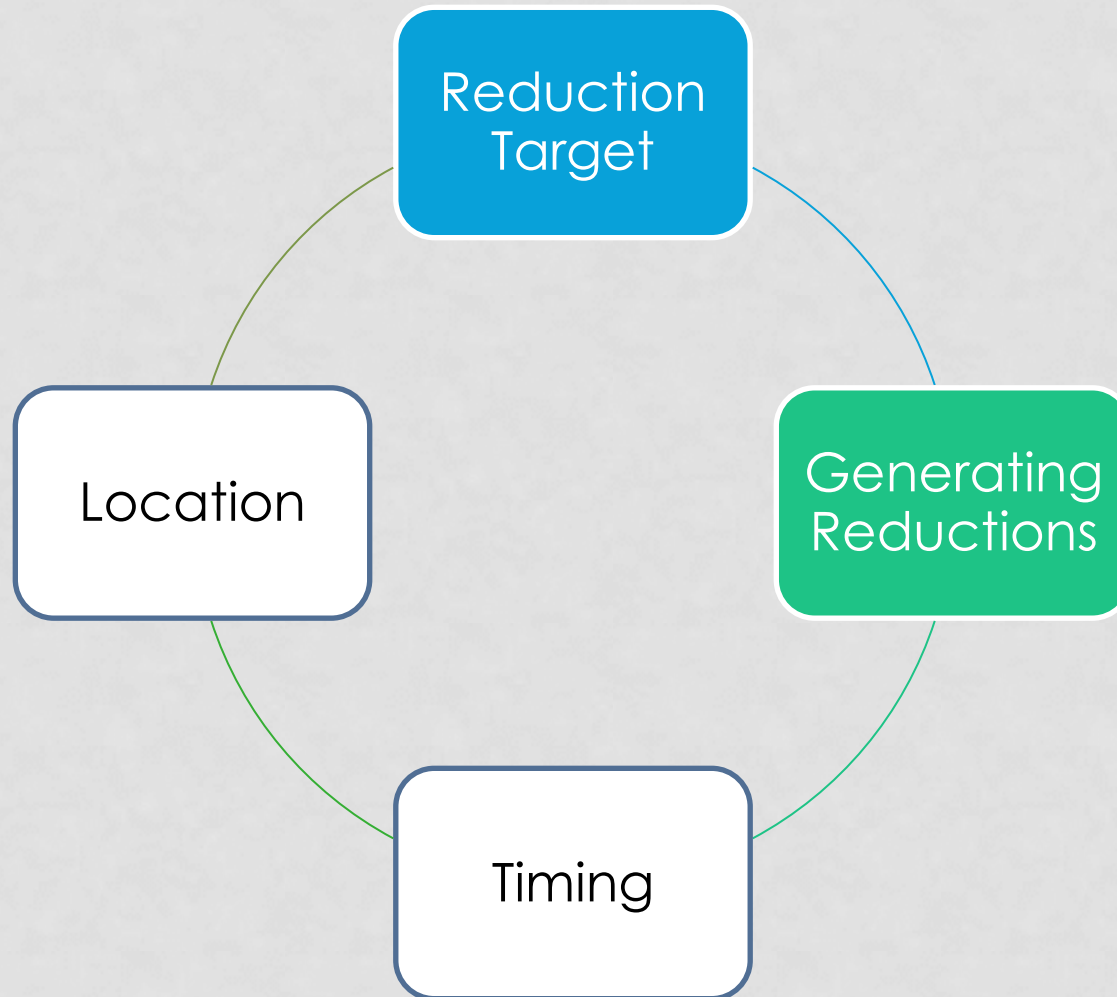 Reduction
Target
Location
Generating
Reductions
Timing